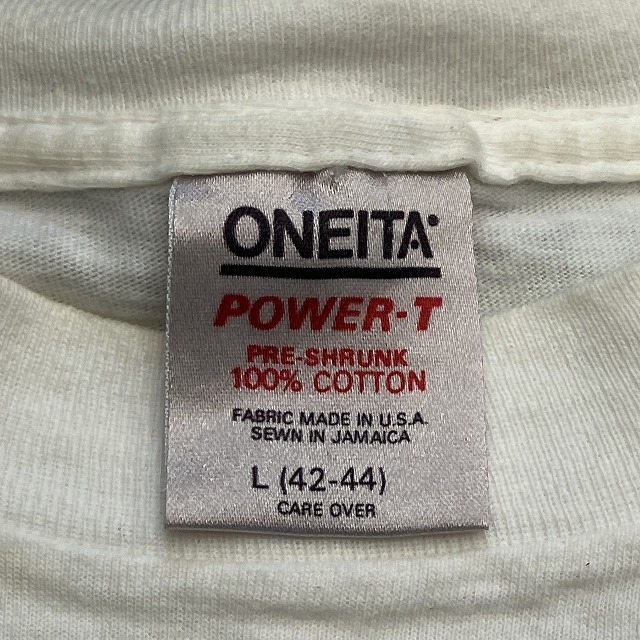 ONEITA
POWER-T
PRE-SHRUNK
100% COTTON
FABRIC MADE IN U.S.A.
SEWN IN JAMAICA
L (42-44)
CARE OVER